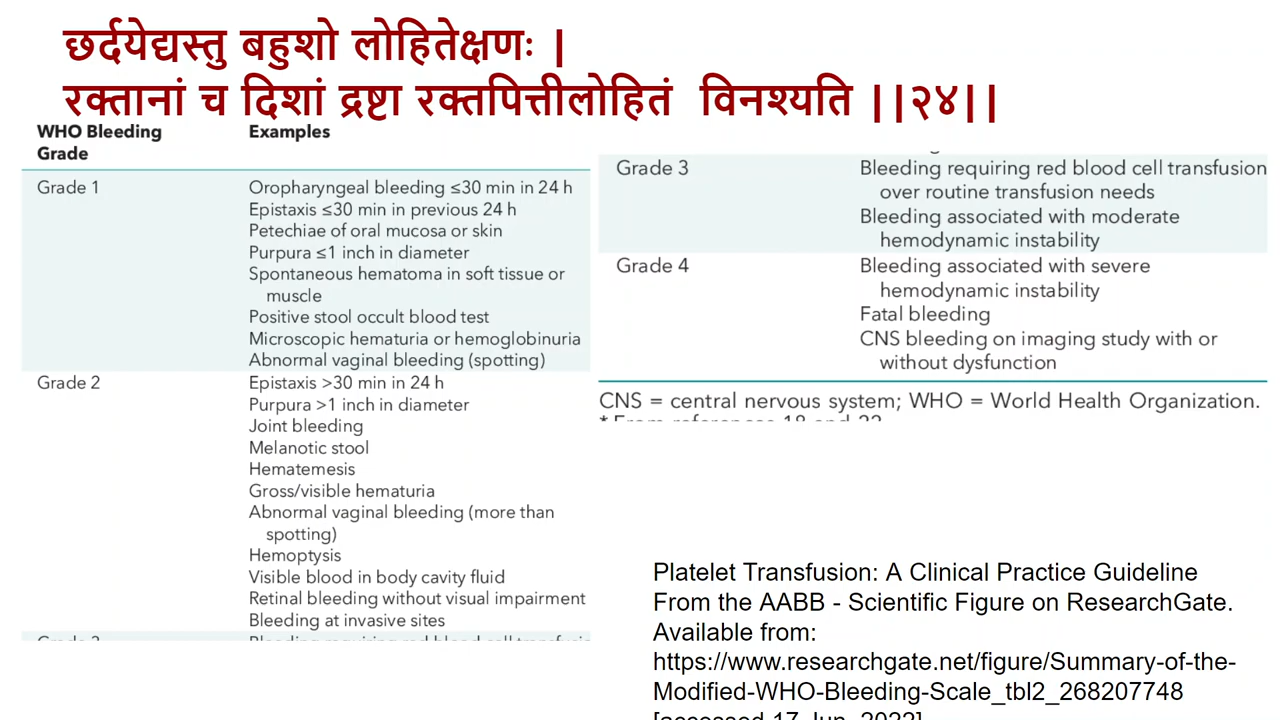 छर्दयेद्यस्तु बहुशो लोहितेक्षणः |
रक्तानां च दिशां द्रष्टा रक्तपित्तीलोहितं विनश्यति ||२४||
WHO Bleeding Grade
Examples
Grade 1
Oropharyngeal bleeding ≤30 min in 24 h
Epistaxis ≤30 min in previous 24 h
Petechiae of oral mucosa or skin
Purpura ≤1 inch in diameter
Spontaneous hematoma in soft tissue or
muscle
Positive stool occult blood test
Microscopic hematuria or hemoglobinuria
Abnormal vaginal bleeding (spotting)
Grade 2
Epistaxis >30 min in 24 h
Purpura >1 inch in diameter
Joint bleeding
Melanotic stool
Hematemesis
Gross/visible hematuria
Abnormal vaginal bleeding (more than
spotting)
Hemoptysis
Visible blood in body cavity fluid
Retinal bleeding without visual impairment
Bleeding at invasive sites
Grade 3
Bleeding requiring red blood cell transfusion
over routine transfusion needs
Bleeding associated with moderate
hemodynamic instability
Grade 4
Bleeding associated with severe
hemodynamic instability
Fatal bleeding
CNS bleeding on imaging study with or
without dysfunction
CNS = central nervous system; WHO = World Health Organization.
Platelet Transfusion: A Clinical Practice Guideline
From the AABB - Scientific Figure on ResearchGate.
Available from:
https://www.researchgate.net/figure/Summary-of-the-
Modified-WHO-Bleeding-Scale_tbl2_268207748